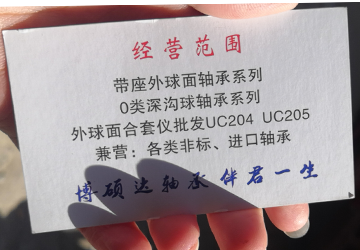 经营范围
带座外球面轴承系列
0类深沟球轴承系列
外球面合套仪批发UC204 UC205
兼营：各类非标、进口轴承
博硕达轴承 伴君一生